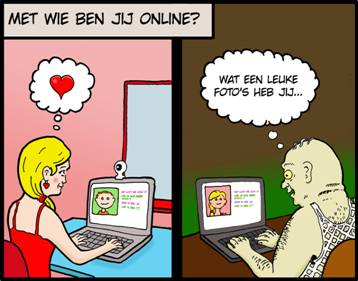 MET WIE BEN JIJ ONLINE?
WAT EEN LEUKE
FOTO'S HEB JIJ...